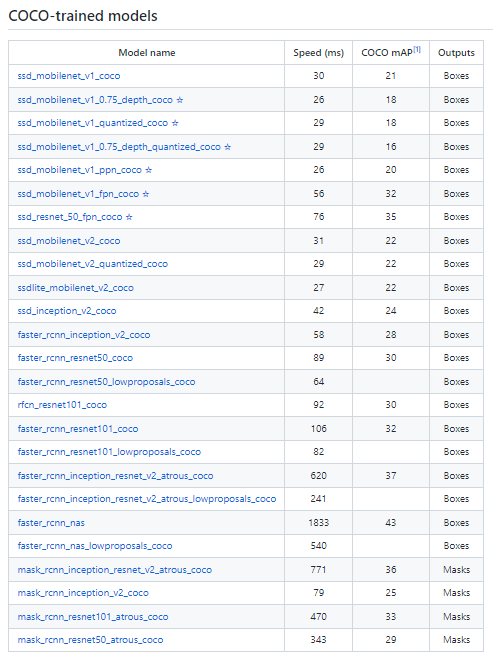 COCO-trained models
Model name Speed (ms) COCO mAP[1] Outputs
ssd_mobilenet_v1_coco 30 21 Boxes
ssd_mobilenet_v1_0.75_depth_coco ☆ 26 18 Boxes
ssd_mobilenet_v1_quantized_coco ☆ 29 18 Boxes
ssd_mobilenet_v1_0.75_depth_quantized_coco ☆ 29 16 Boxes
ssd_mobilenet_v1_ppn_coco ☆ 26 20 Boxes
ssd_mobilenet_v1_fpn_coco ☆ 56 32 Boxes
ssd_resnet_50_fpn_coco ☆ 76 35 Boxes
ssd_mobilenet_v2_coco 31 22 Boxes
ssd_mobilenet_v2_quantized_coco 29 22 Boxes
ssdlite_mobilenet_v2_coco 27 22 Boxes
ssd_inception_v2_coco 42 24 Boxes
faster_rcnn_inception_v2_coco 58 28 Boxes
faster_rcnn_resnet50_coco 89 30 Boxes
faster_rcnn_resnet50_lowproposals_coco 64 Boxes
rfcn_resnet101_coco 92 30 Boxes
faster_rcnn_resnet101_coco 106 32 Boxes
faster_rcnn_resnet101_lowproposals_coco 82 Boxes
faster_rcnn_inception_resnet_v2_atrous_coco 620 37 Boxes
faster_rcnn_inception_resnet_v2_atrous_lowproposals_coco 241 Boxes
faster_rcnn_nas 1833 43 Boxes
faster_rcnn_nas_lowproposals_coco 540 Boxes
mask_rcnn_inception_resnet_v2_atrous_coco 771 36 Masks
mask_rcnn_inception_v2_coco 79 25 Masks
mask_rcnn_resnet101_atrous_coco 470 33 Masks
mask_rcnn_resnet50_atrous_coco 343 29 Masks